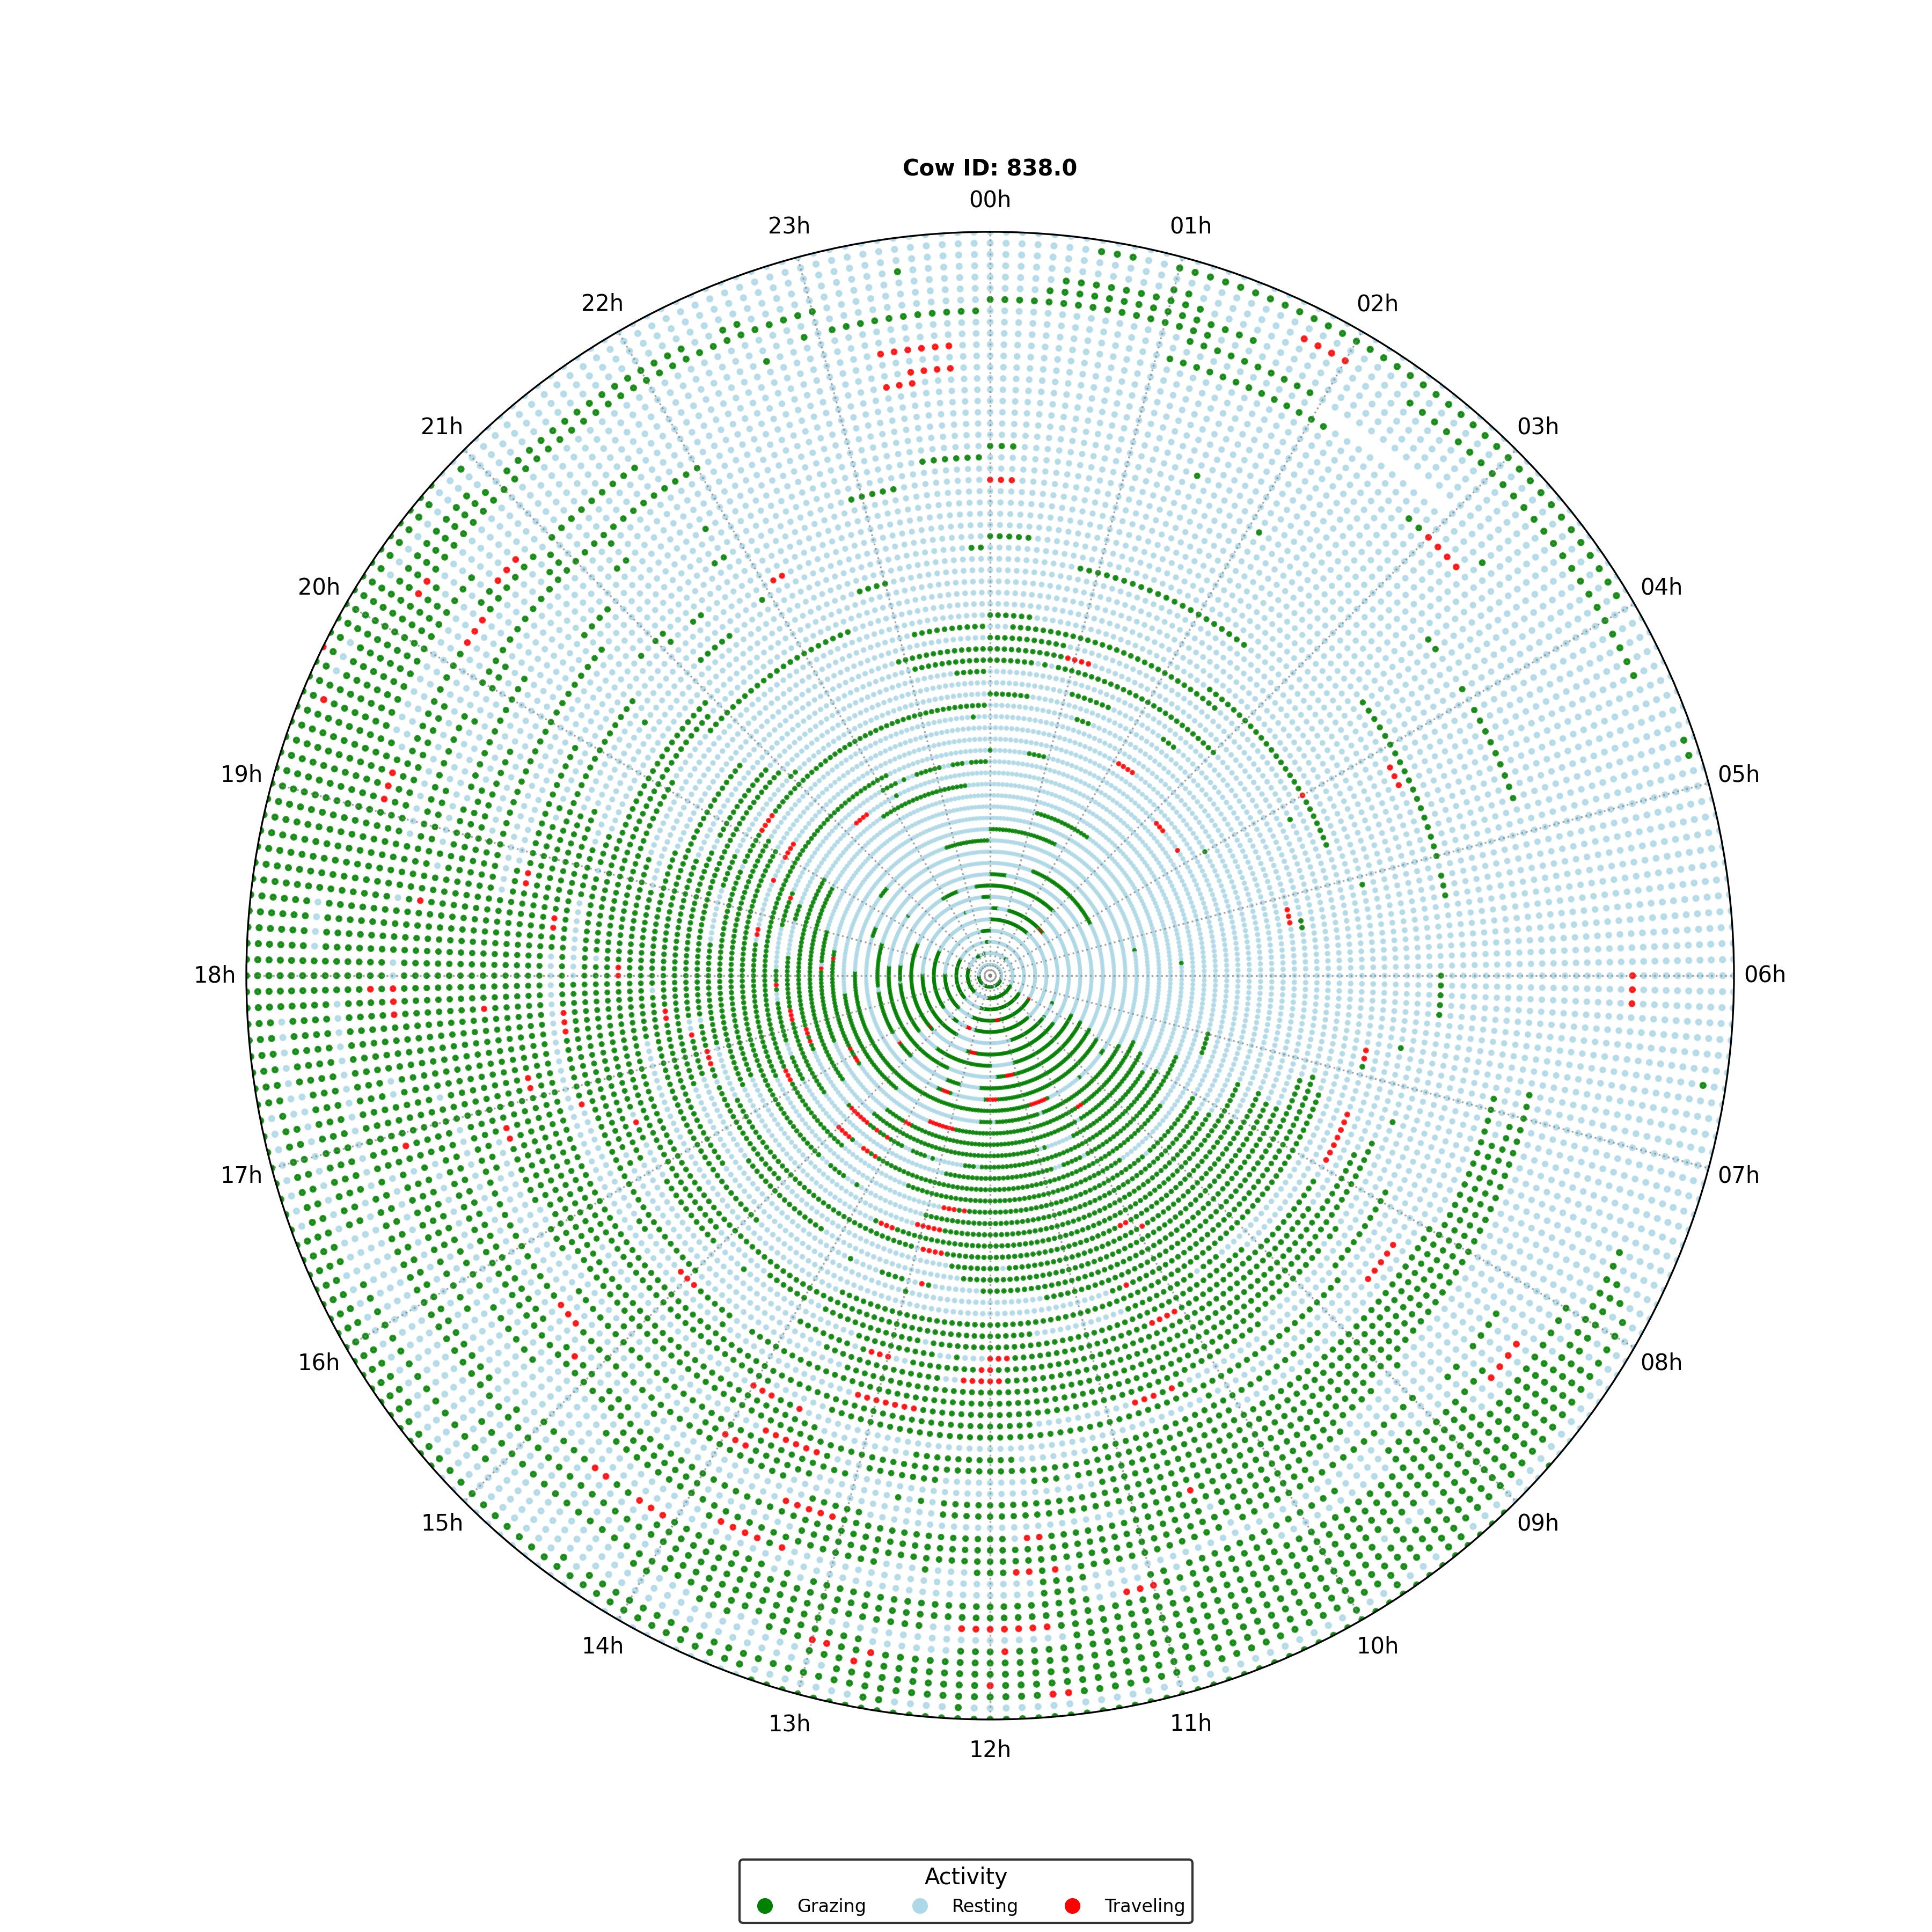 Cow ID: 838.0
00h
01h
02h
03h
04h
05h
06h
07h
08h
09h
10h
11h
12h
13h
14h
15h
16h
17h
18h
19h
20h
21h
22h
23h
Activity
Grazing Resting Traveling